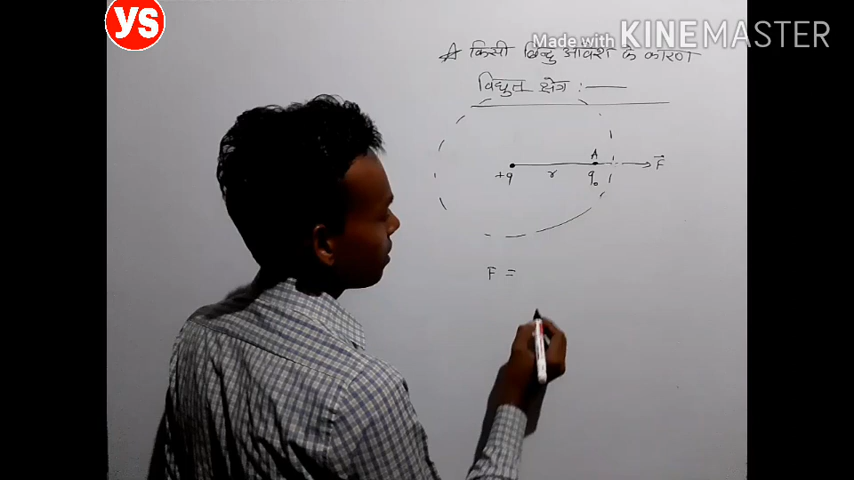 YS
Made with KINEMASTER
किसी बिन्दु आवेश के कारण
विधुत क्षेत्र :—
A
+q r q₀ F⃗
F =